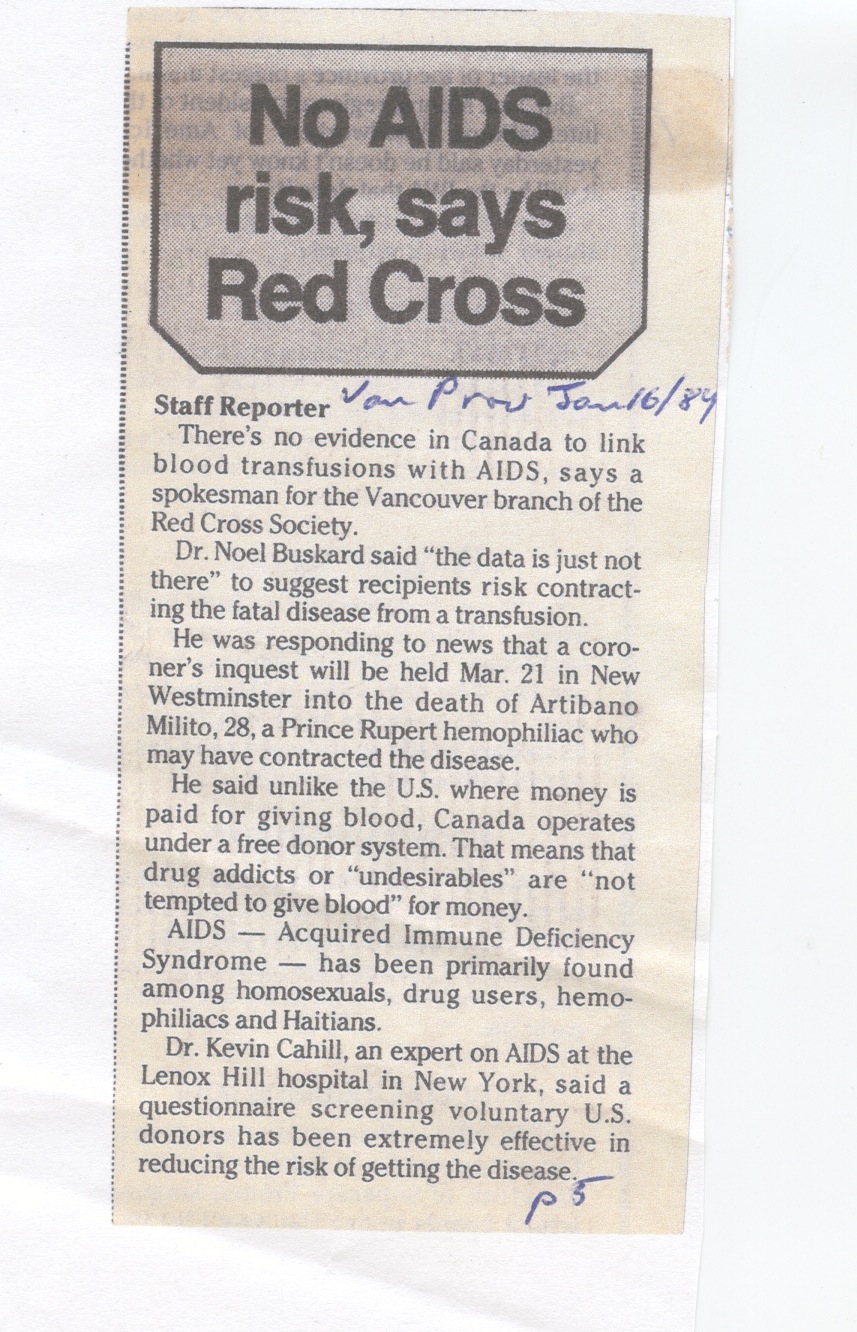 No AIDS
risk, says
Red Cross
Staff Reporter Van Prov Jan 16/84
There's no evidence in Canada to link
blood transfusions with AIDS, says a
spokesman for the Vancouver branch of the
Red Cross Society.
Dr. Noel Buskard said “the data is just not
there” to suggest recipients risk contract-
ing the fatal disease from a transfusion.
He was responding to news that a coro-
ner's inquest will be held Mar. 21 in New
Westminster into the death of Artibano
Milito, 28, a Prince Rupert hemophiliac who
may have contracted the disease.
He said unlike the U.S. where money is
paid for giving blood, Canada operates
under a free donor system. That means that
drug addicts or “undesirables” are “not
tempted to give blood” for money.
AIDS — Acquired Immune Deficiency
Syndrome — has been primarily found
among homosexuals, drug users, hemo-
philiacs and Haitians.
Dr. Kevin Cahill, an expert on AIDS at the
Lenox Hill hospital in New York, said a
questionnaire screening voluntary U.S.
donors has been extremely effective in
reducing the risk of getting the disease.
p 5